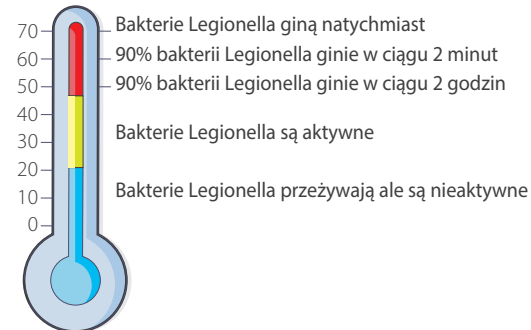 70 Bakterie Legionella giną natychmiast
60 90% bakterii Legionella ginie w ciągu 2 minut
50 90% bakterii Legionella ginie w ciągu 2 godzin
40
Bakterie Legionella są aktywne
30
20
Bakterie Legionella przeżywają ale są nieaktywne
10
0